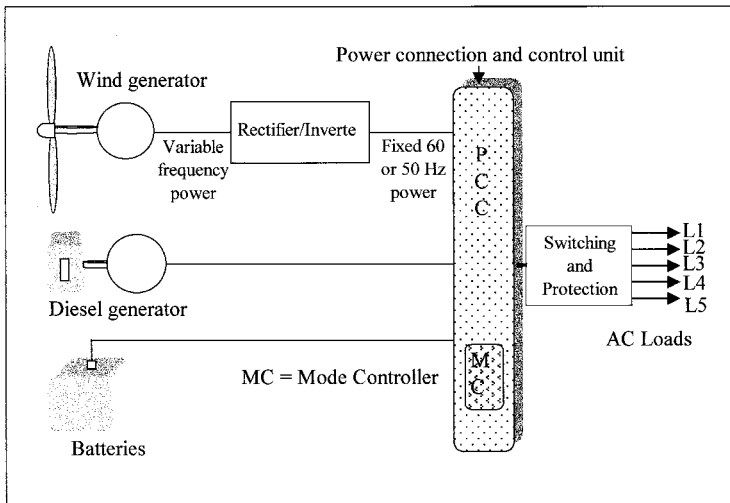 Power connection and control unit
Wind generator
Rectifier/Inverte
Variable
frequency
power
Fixed 60
or 50 Hz
power
P
C
C
Diesel generator
Switching
and
Protection
L1
L2
L3
L4
L5
AC Loads
MC = Mode Controller
M
C
Batteries